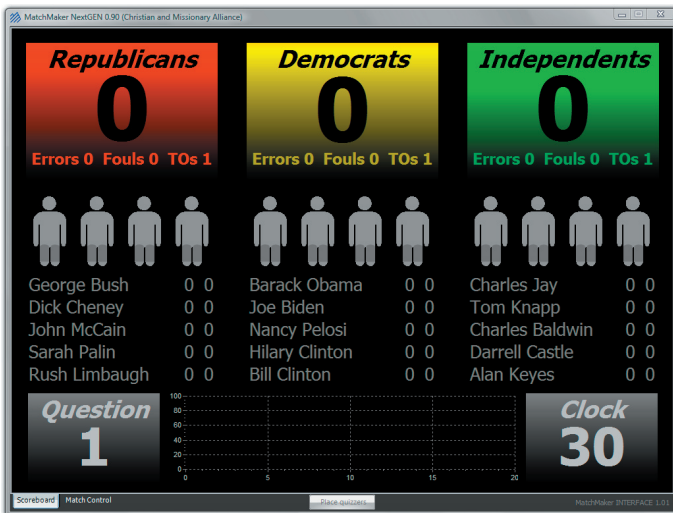 MatchMaker NextGEN 0.90 (Christian and Missionary Alliance)
Republicans
0
Errors 0 Fouls 0 TOs 1
Democrats
0
Errors 0 Fouls 0 TOs 1
Independents
0
Errors 0 Fouls 0 TOs 1
George Bush 0 0
Dick Cheney 0 0
John McCain 0 0
Sarah Palin 0 0
Rush Limbaugh 0 0
Barack Obama 0 0
Joe Biden 0 0
Nancy Pelosi 0 0
Hilary Clinton 0 0
Bill Clinton 0 0
Charles Jay 0 0
Tom Knapp 0 0
Charles Baldwin 0 0
Darrell Castle 0 0
Alan Keyes 0 0
Question
1
100
80
60
40
20
0
0 5 10 15 20
Clock
30
Scoreboard Match Control Place quizzers MatchMaker INTERFACE 1.01